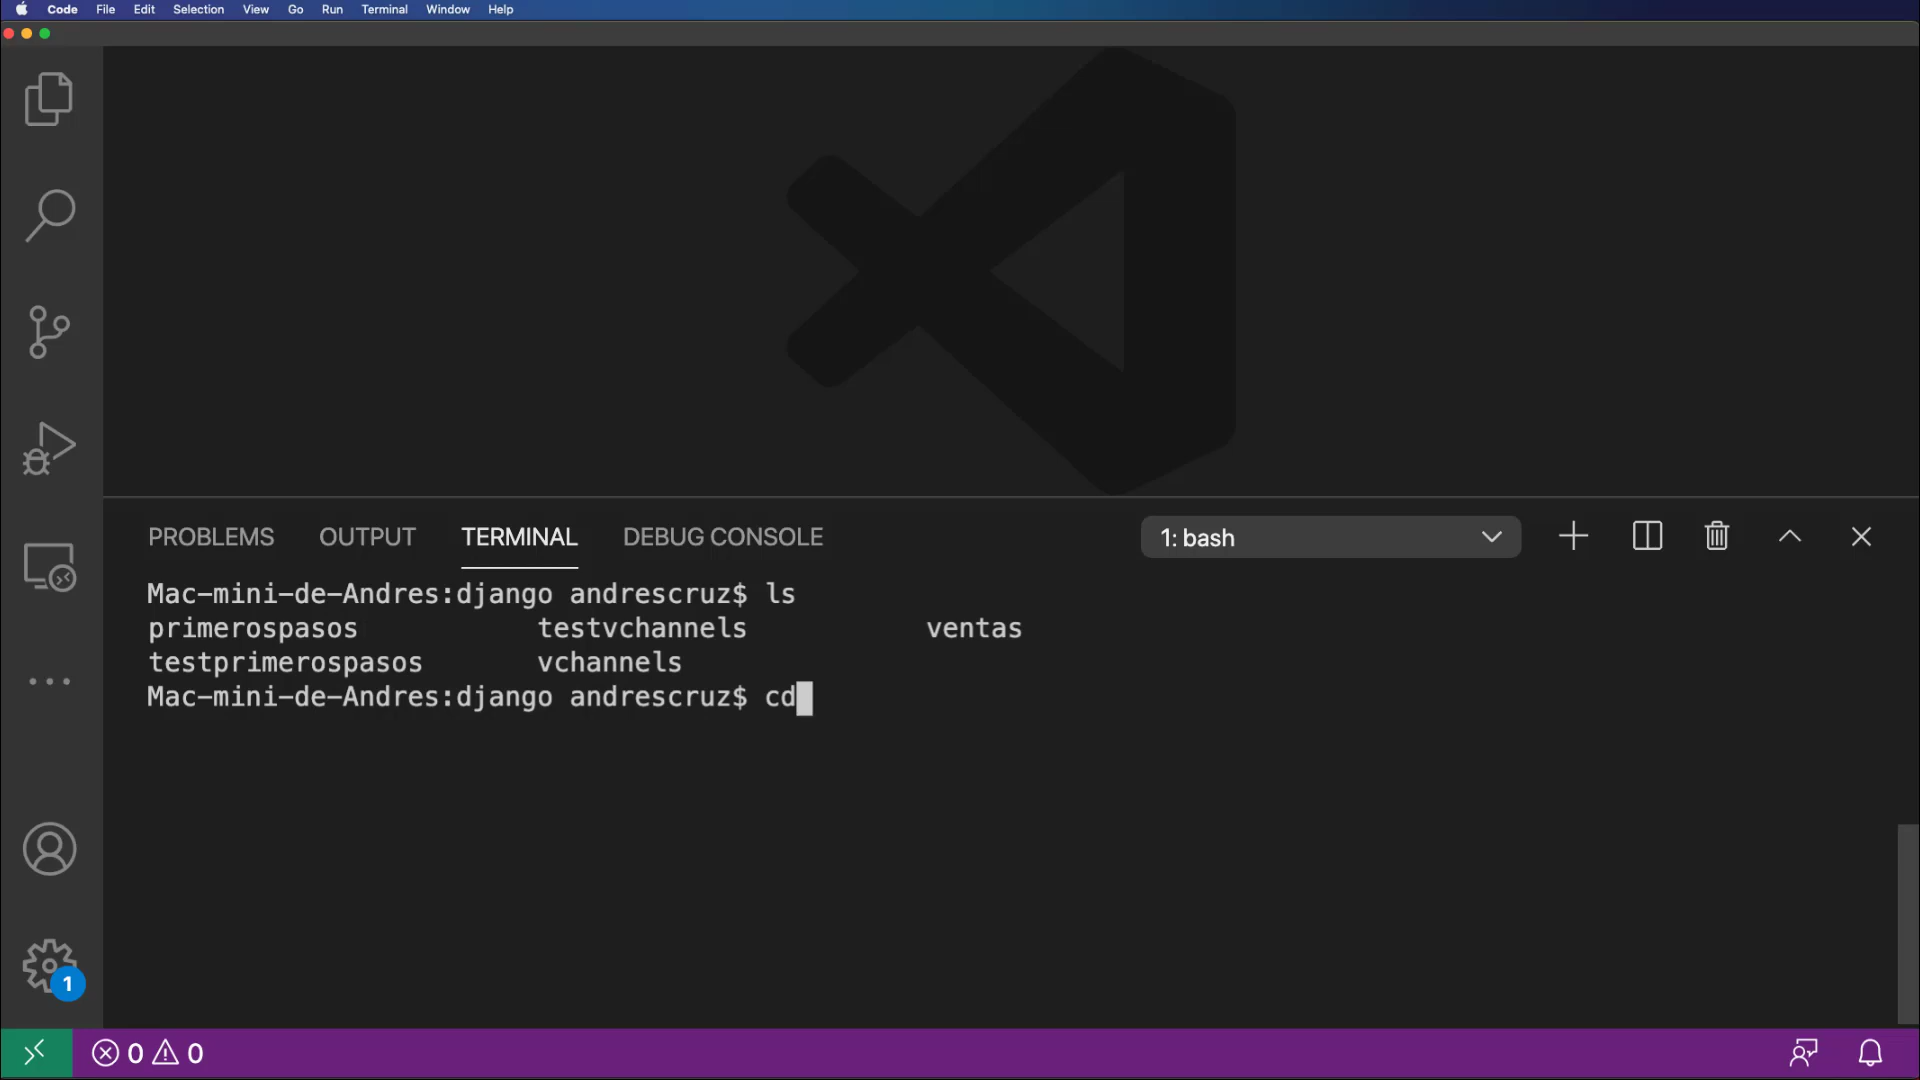 Code File Edit Selection View Go Run Terminal Window Help
PROBLEMS OUTPUT TERMINAL DEBUG CONSOLE 1: bash
Mac-mini-de-Andres:django andrescruz$ ls
primerospasos testvchannels ventas
testprimerospasos vchannels
Mac-mini-de-Andres:django andrescruz$ cd
1
0 0